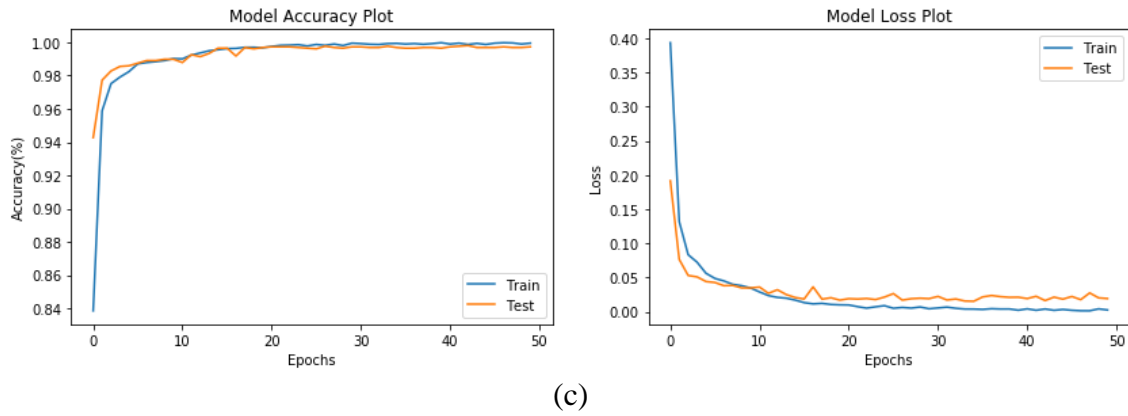 Model Accuracy Plot
1.00
0.98
0.96
0.94
0.92
0.90
0.88
0.86
0.84
Accuracy(%)
0 10 20 30 40 50
Epochs
Train
Test
Model Loss Plot
0.40
0.35
0.30
0.25
0.20
0.15
0.10
0.05
0.00
Loss
0 10 20 30 40 50
Epochs
Train
Test
(c)